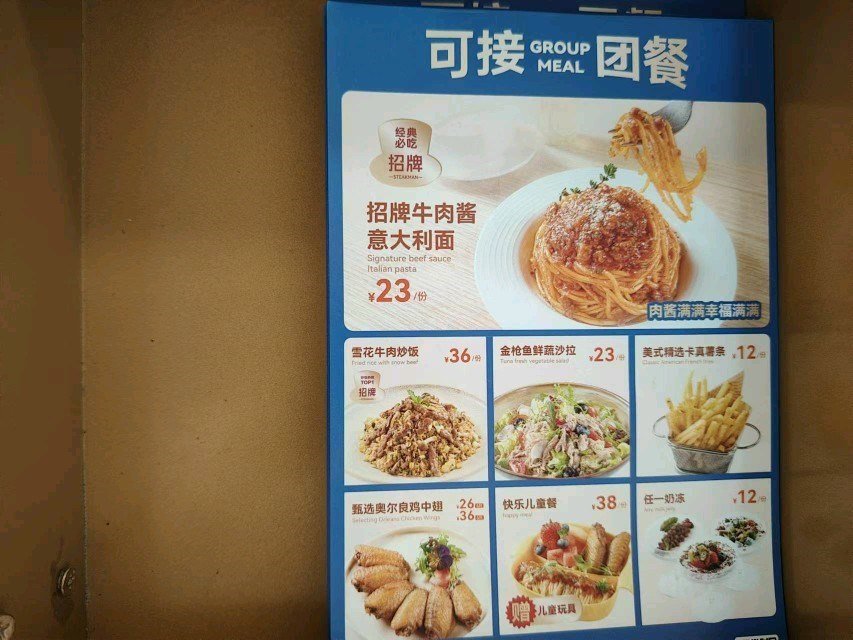 可接 GROUP MEAL 团餐
经典
必吃
招牌
STEAKMAN
招牌牛肉酱
意大利面
Signature beef sauce
Italian pasta
¥23/份
肉酱满满幸福满满
雪花牛肉炒饭 ¥36/份
Fried rice with snow beef
TOP1
招牌
金枪鱼鲜蔬沙拉 ¥23/份
Tuna fresh vegetable salad
美式精选卡真薯条 ¥12/份
Classic American French fries
甄选奥尔良鸡中翅 ¥26
¥36
Selecting Orleans Chicken Wings
快乐儿童餐 ¥38/份
happy meal
赠 儿童玩具
任一奶冻 ¥12/份
Any milk jelly